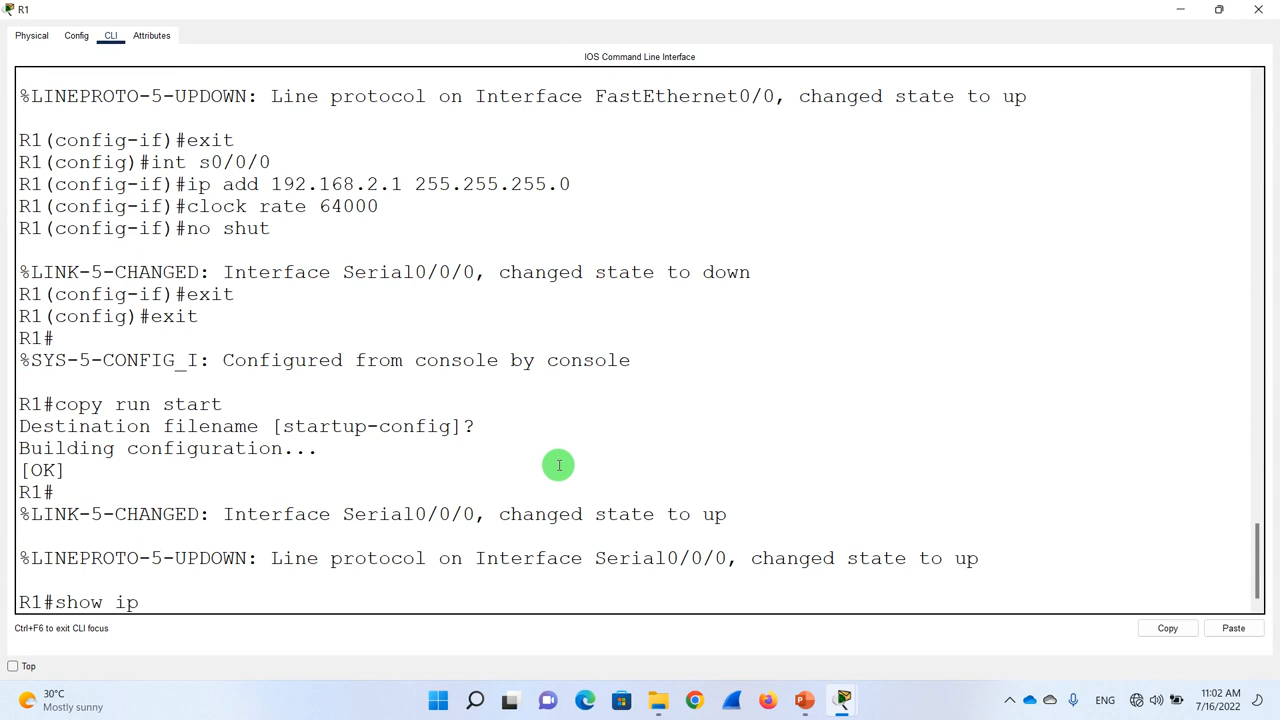 R1
Physical Config CLI Attributes
IOS Command Line Interface
%LINEPROTO-5-UPDOWN: Line protocol on Interface FastEthernet0/0, changed state to up
R1(config-if)#exit
R1(config)#int s0/0/0
R1(config-if)#ip add 192.168.2.1 255.255.255.0
R1(config-if)#clock rate 64000
R1(config-if)#no shut
%LINK-5-CHANGED: Interface Serial0/0/0, changed state to down
R1(config-if)#exit
R1(config)#exit
R1#
%SYS-5-CONFIG_I: Configured from console by console
R1#copy run start
Destination filename [startup-config]?
Building configuration...
[OK]
R1#
%LINK-5-CHANGED: Interface Serial0/0/0, changed state to up
%LINEPROTO-5-UPDOWN: Line protocol on Interface Serial0/0/0, changed state to up
R1#show ip
Ctrl+F6 to exit CLI focus
Copy Paste
Top
30°C
Mostly sunny
ENG
11:02 AM
7/16/2022